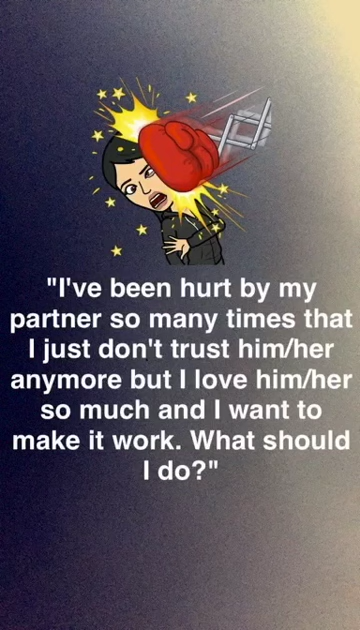 "I've been hurt by my
partner so many times that
I just don't trust him/her
anymore but I love him/her
so much and I want to
make it work. What should
I do?"